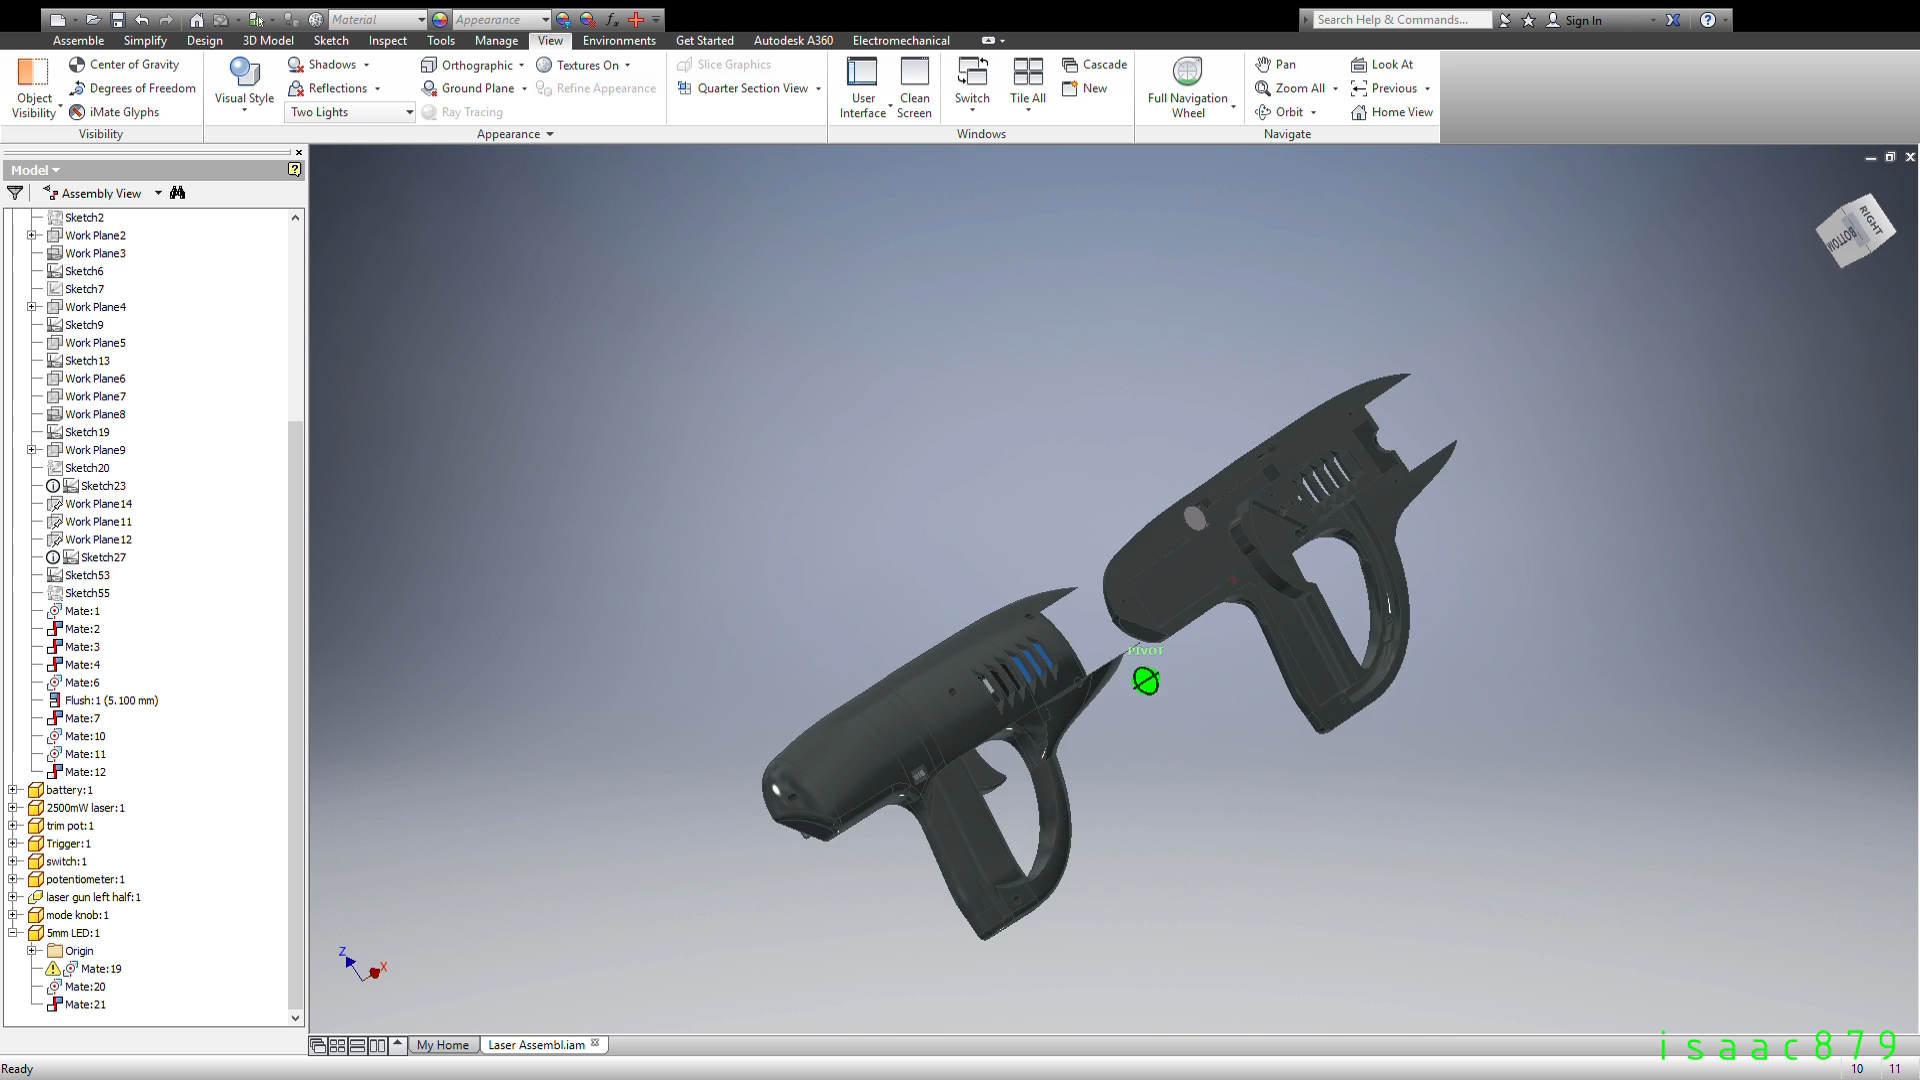 Material
Appearance
Search Help & Commands...
Sign In
Assemble Simplify Design 3D Model Sketch Inspect Tools Manage View Environments Get Started Autodesk A360 Electromechanical
Object Visibility
Center of Gravity
Degrees of Freedom
iMate Glyphs
Visibility
Visual Style
Shadows
Reflections
Two Lights
Orthographic
Ground Plane
Ray Tracing
Textures On
Refine Appearance
Appearance
Slice Graphics
Quarter Section View
User Interface
Clean Screen
Switch
Tile All
Cascade
New
Windows
Full Navigation Wheel
Pan
Zoom All
Orbit
Look At
Previous
Home View
Navigate
Model
Assembly View
Sketch2
Work Plane2
Work Plane3
Sketch6
Sketch7
Work Plane4
Sketch9
Work Plane5
Sketch13
Work Plane6
Work Plane7
Work Plane8
Sketch19
Work Plane9
Sketch20
Sketch23
Work Plane14
Work Plane11
Work Plane12
Sketch27
Sketch53
Sketch55
Mate:1
Mate:2
Mate:3
Mate:4
Mate:6
Flush:1 (5.100 mm)
Mate:7
Mate:10
Mate:11
Mate:12
battery:1
2500mW laser:1
trim pot:1
Trigger:1
switch:1
potentiometer:1
laser gun left half:1
mode knob:1
5mm LED:1
Origin
Mate:19
Mate:20
Mate:21
RIGHT
BOTTOM
PIVOT
Z
X
My Home
Laser Assembl.iam
isaac879
Ready
10 11